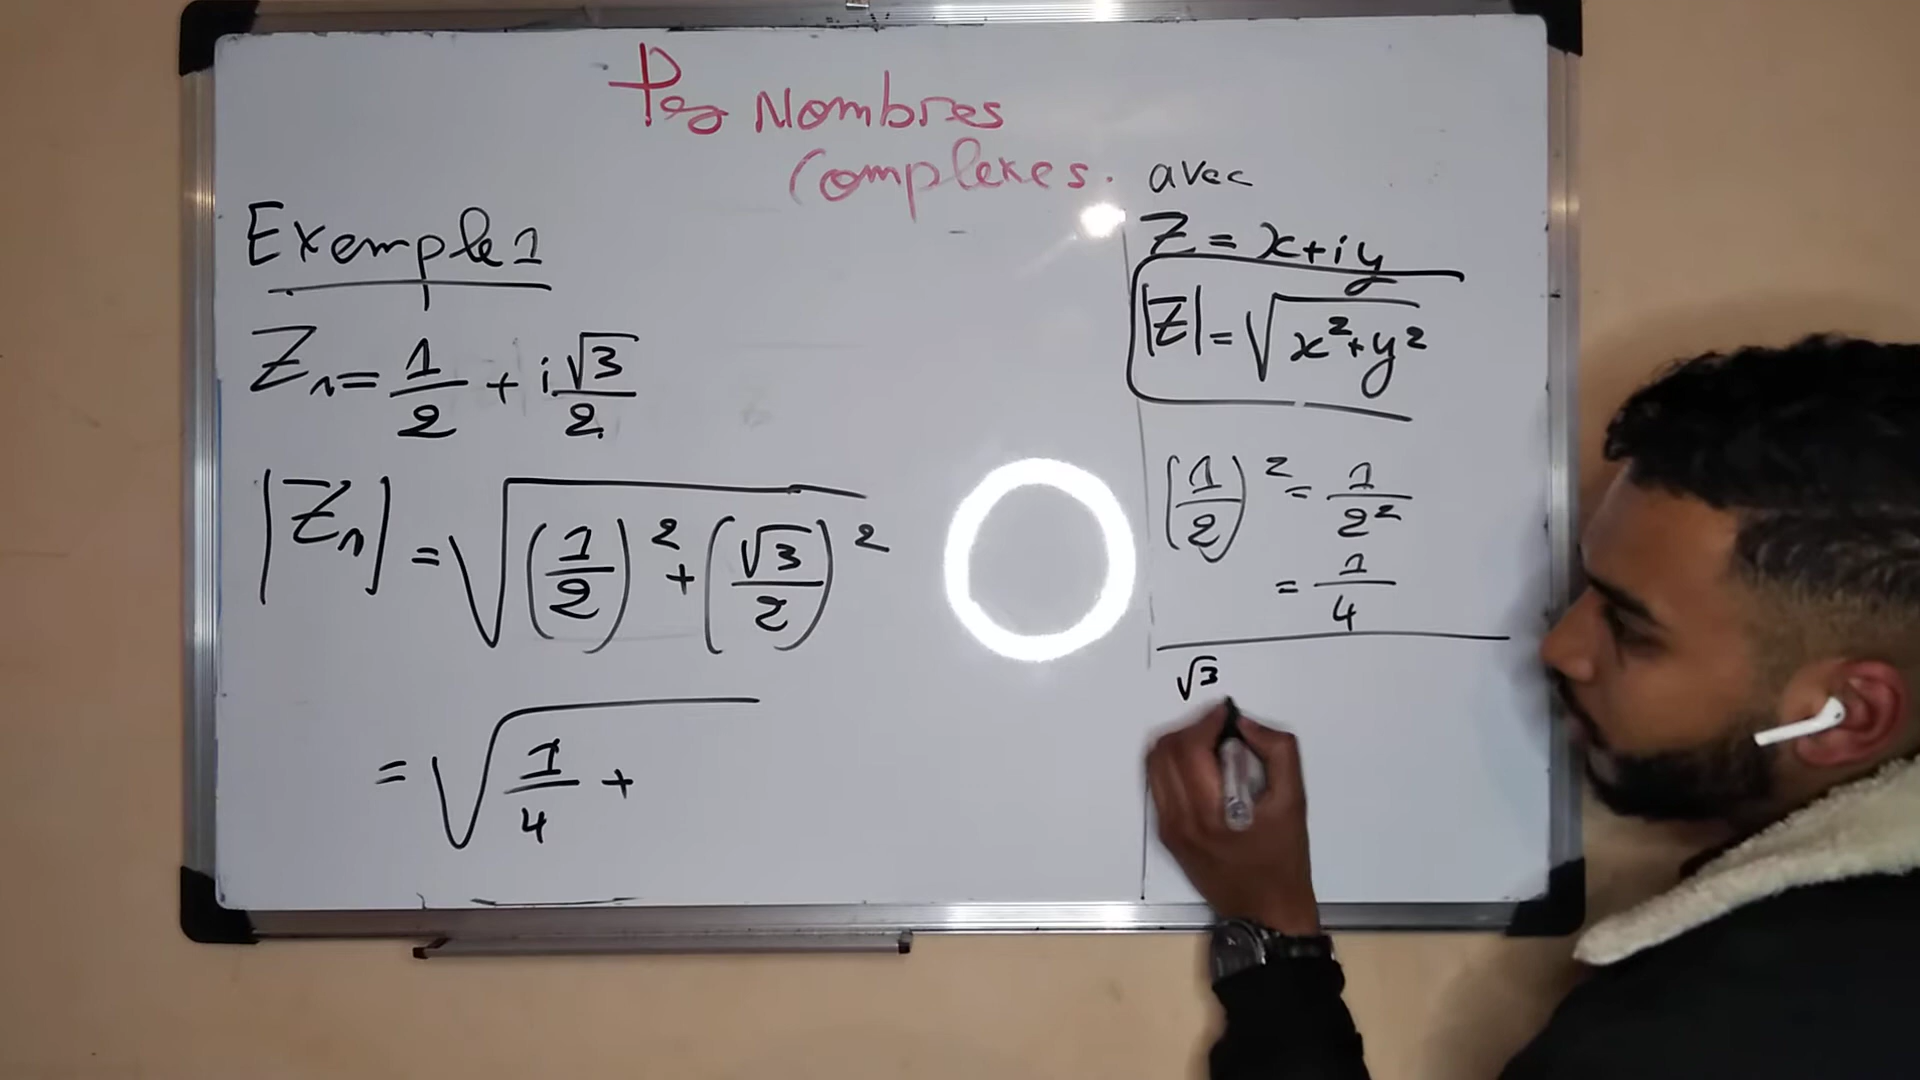 Les Nombres
Complexes.
Exemple 1
Z₁ = 1/2 + i √3/2
|Z₁| = √((1/2)² + (√3/2)²)
= √(1/4 +
avec
Z = x + iy
|Z| = √(x² + y²)
(1/2)² = 1/2²
= 1/4
√3